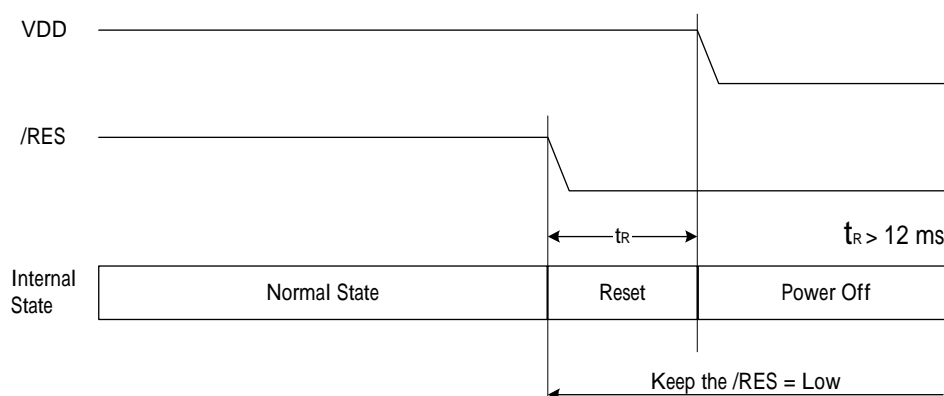 VDD
/RES
tR
tR > 12 ms
Internal
State
Normal State
Reset
Power Off
Keep the /RES = Low